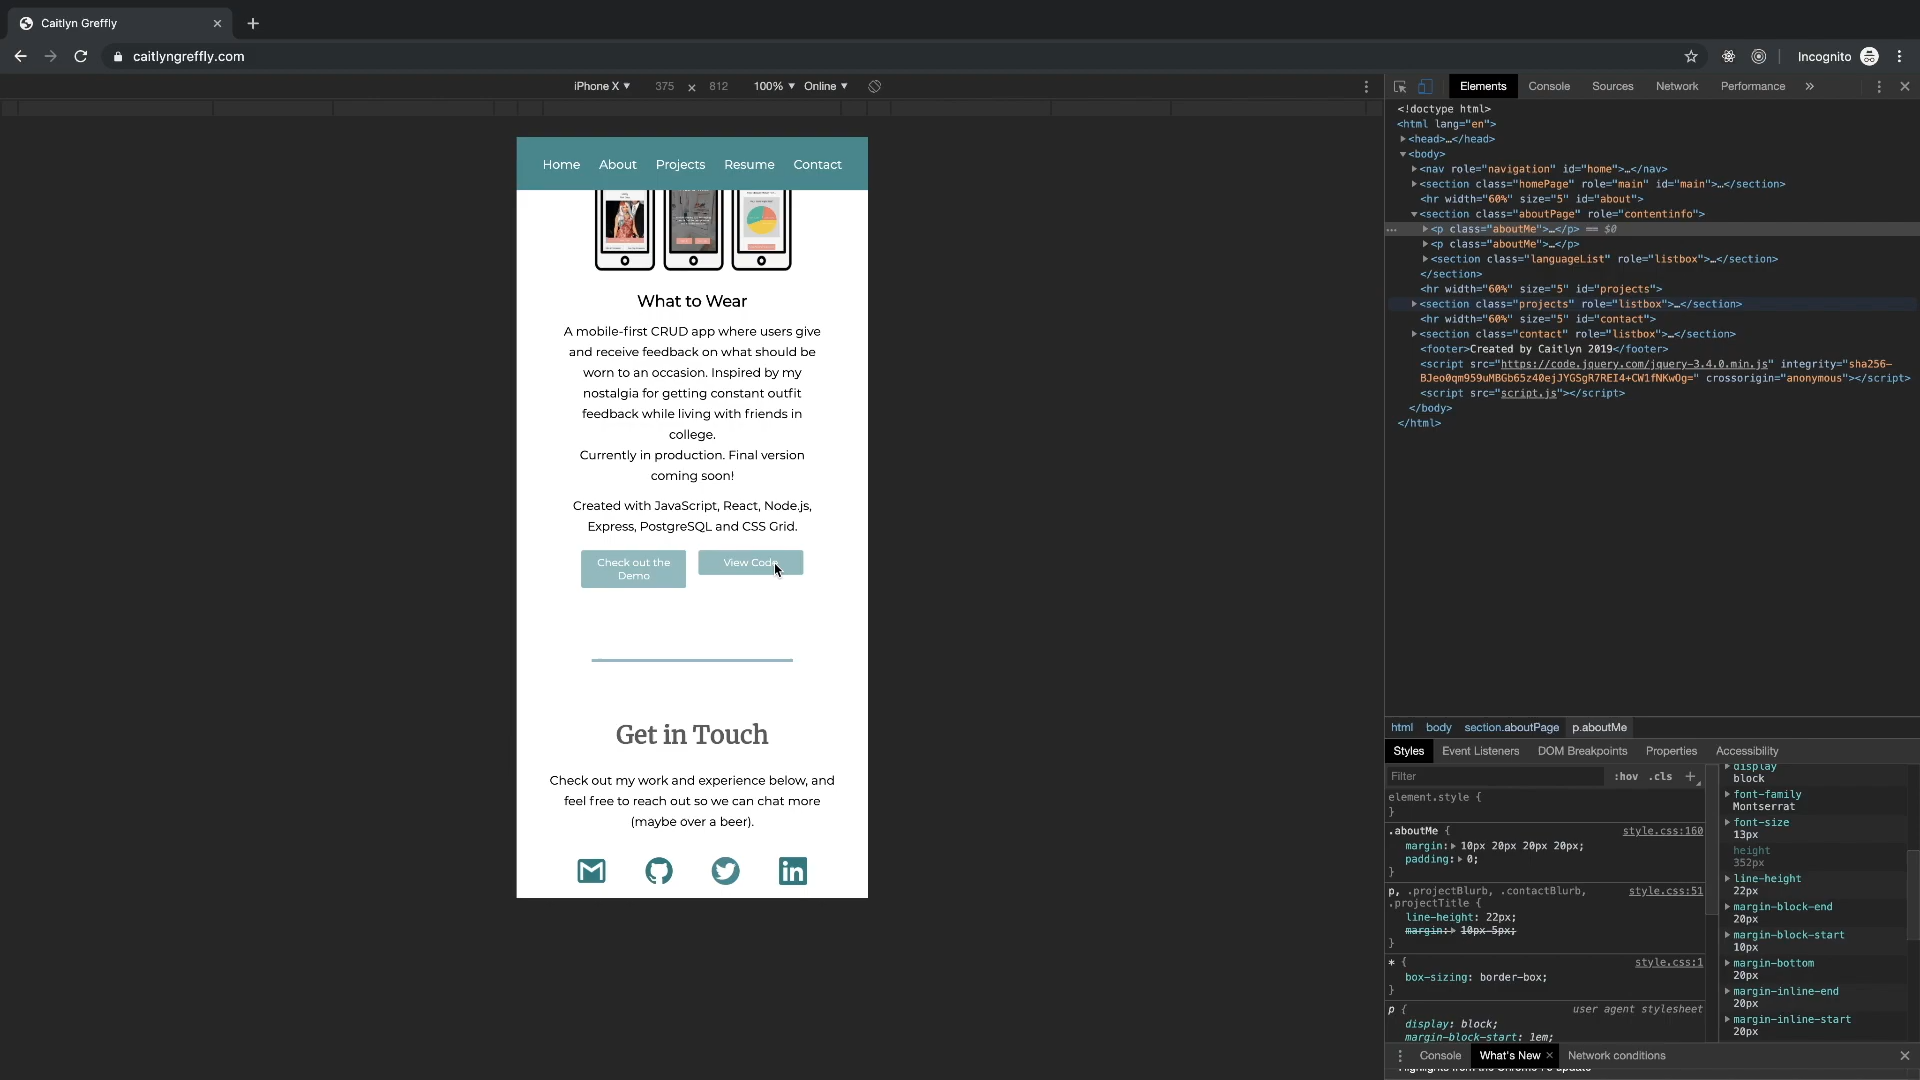 Caitlyn Greffly
caitlyngreffly.com
Incognito
iPhone X ▼ 375 × 812 100% ▼ Online ▼
Elements Console Sources Network Performance »
Home About Projects Resume Contact
What to Wear
A mobile-first CRUD app where users give
and receive feedback on what should be
worn to an occasion. Inspired by my
nostalgia for getting constant outfit
feedback while living with friends in
college.
Currently in production. Final version
coming soon!
Created with JavaScript, React, Node.js,
Express, PostgreSQL and CSS Grid.
Check out the
Demo
View Code
Get in Touch
Check out my work and experience below, and
feel free to reach out so we can chat more
(maybe over a beer).
<!doctype html>
<html lang="en">
<head>…</head>
<body>
<nav role="navigation" id="home">…</nav>
<section class="homePage" role="main" id="main">…</section>
<hr width="60%" size="5" id="about">
<section class="aboutPage" role="contentinfo">
<p class="aboutMe">…</p> == $0
<p class="aboutMe">…</p>
<section class="languageList" role="listbox">…</section>
</section>
<hr width="60%" size="5" id="projects">
<section class="projects" role="listbox">…</section>
<hr width="60%" size="5" id="contact">
<section class="contact" role="listbox">…</section>
<footer>Created by Caitlyn 2019</footer>
<script src="https://code.jquery.com/jquery-3.4.0.min.js" integrity="sha256-
BJeo0qm959uMBGb65z40ejJYGSgR7REI4+CW1fNKwOg=" crossorigin="anonymous"></script>
<script src="script.js"></script>
</body>
</html>
html body section.aboutPage p.aboutMe
Styles Event Listeners DOM Breakpoints Properties Accessibility
Filter :hov .cls +
element.style {
}
.aboutMe { style.css:160
margin: 10px 20px 20px 20px;
padding: 0;
}
p, .projectBlurb, .contactBlurb, style.css:51
.projectTitle {
line-height: 22px;
margin: 10px 5px;
}
* { style.css:1
box-sizing: border-box;
}
p { user agent stylesheet
display: block;
margin-block-start: 1em;
display
block
font-family
Montserrat
font-size
13px
height
352px
line-height
22px
margin-block-end
20px
margin-block-start
10px
margin-bottom
20px
margin-inline-end
20px
margin-inline-start
20px
Console What's New × Network conditions